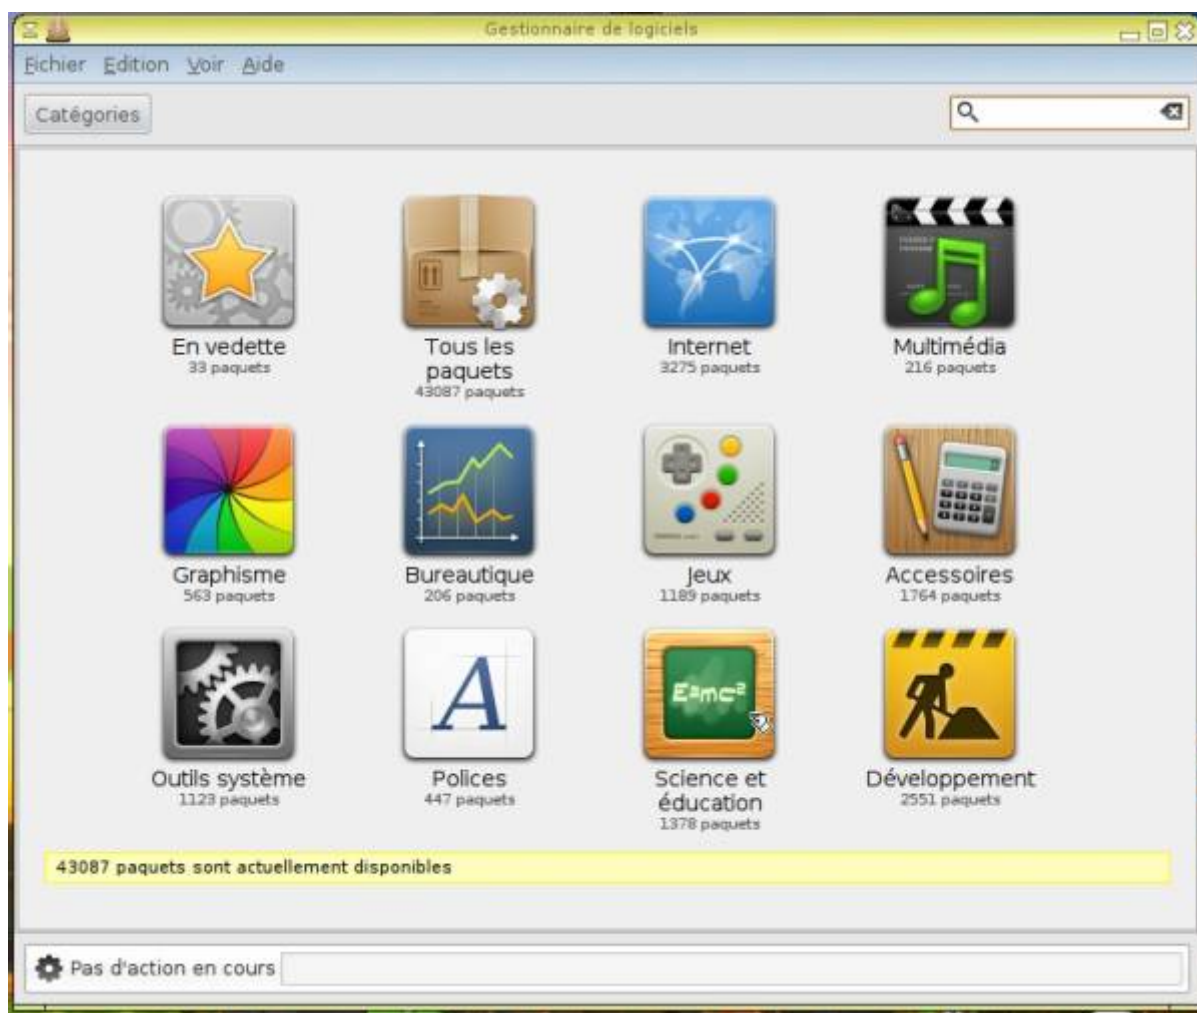 Gestionnaire de logiciels
Fichier Edition Voir Aide
Catégories
En vedette
33 paquets
Tous les
paquets
43087 paquets
Internet
3275 paquets
Multimédia
216 paquets
Graphisme
563 paquets
Bureautique
206 paquets
Jeux
1189 paquets
Accessoires
1764 paquets
Outils système
1123 paquets
A
Polices
447 paquets
E=mc²
Science et
éducation
1378 paquets
Développement
2551 paquets
43087 paquets sont actuellement disponibles
Pas d'action en cours